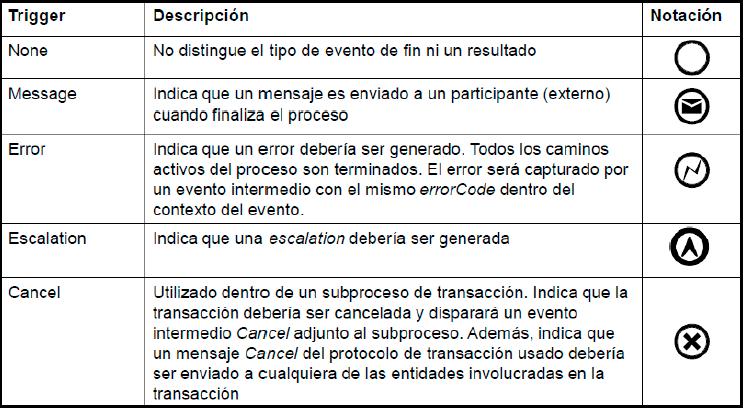 Trigger Descripción Notación
None No distingue el tipo de evento de fin ni un resultado
Message Indica que un mensaje es enviado a un participante (externo)
cuando finaliza el proceso
Error Indica que un error debería ser generado. Todos los caminos
activos del proceso son terminados. El error será capturado por
un evento intermedio con el mismo errorCode dentro del
contexto del evento.
Escalation Indica que una escalation debería ser generada
Cancel Utilizado dentro de un subproceso de transacción. Indica que la
transacción debería ser cancelada y disparará un evento
intermedio Cancel adjunto al subproceso. Además, indica que
un mensaje Cancel del protocolo de transacción usado debería
ser enviado a cualquiera de las entidades involucradas en la
transacción